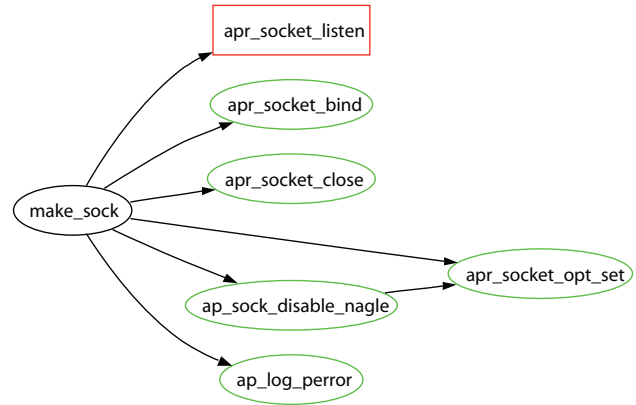 apr_socket_listen
apr_socket_bind
apr_socket_close
make_sock
apr_socket_opt_set
ap_sock_disable_nagle
ap_log_perror